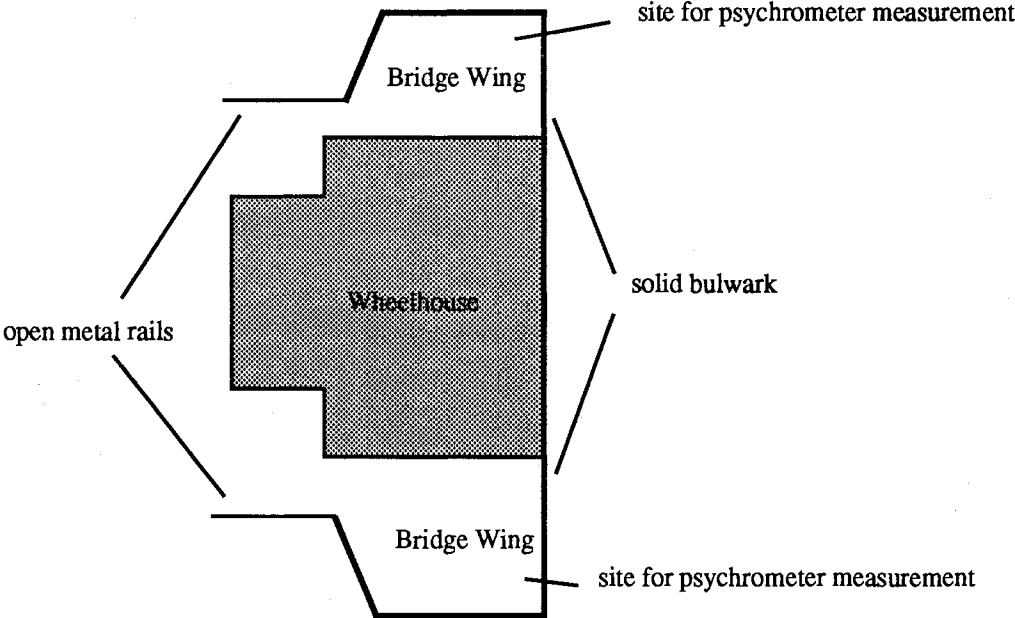 site for psychrometer measurement
Bridge Wing
solid bulwark
Wheelhouse
open metal rails
Bridge Wing
site for psychrometer measurement